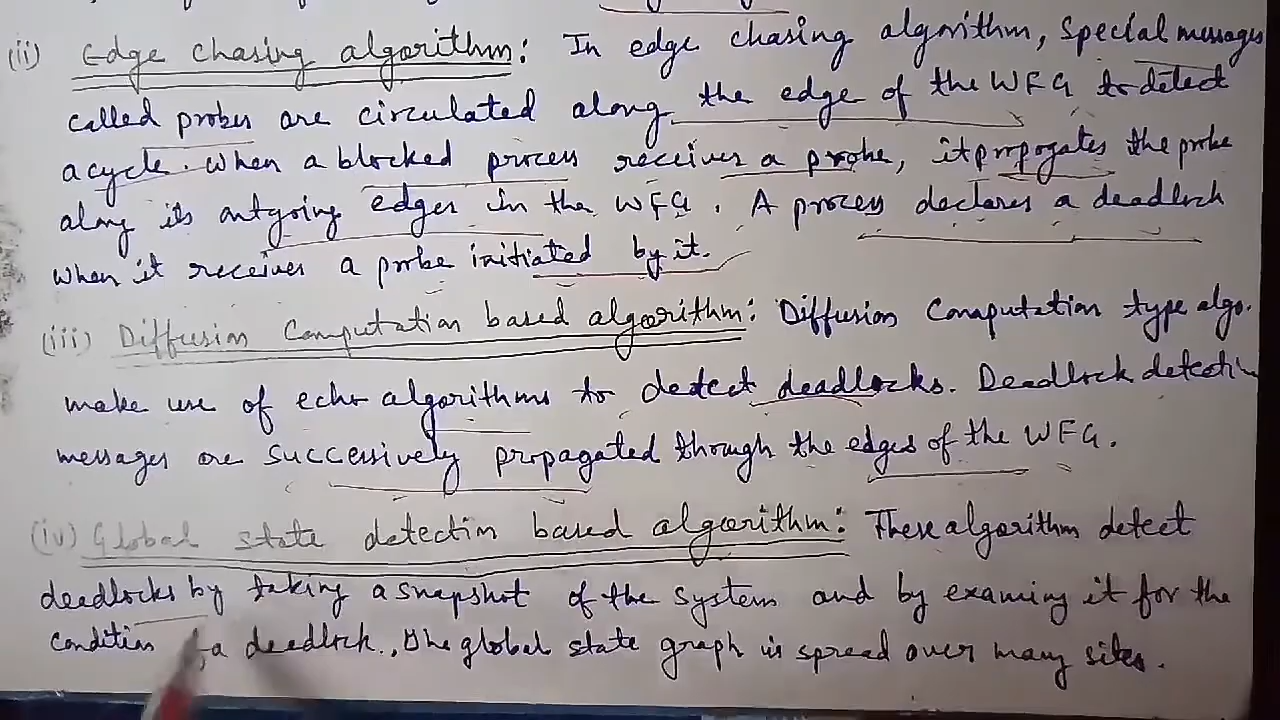 (ii) Edge chasing algorithm: In edge chasing algorithm, special messages
called probes are circulated along the edge of the WFG to detect
a cycle. When a blocked process receives a probe, it propogates the probe
along its outgoing edges in the WFG. A process declares a deadlock
when it receives a probe initiated by it.
(iii) Diffusion Computation based algorithm: Diffusion Computation type algo.
make use of echo algorithms to detect deadlocks. Deadlock detection
messages are successively propagated through the edges of the WFG.
(iv) Global state detection based algorithm: These algorithm detect
deadlocks by taking a snapshot of the system and by examing it for the
condition a deadlock. The global state graph is spread over many sites.